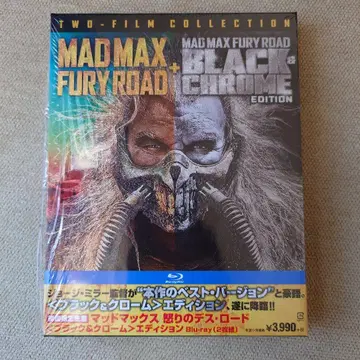 TWO-FILM COLLECTION
MAD MAX
FURY ROAD
+
MAD MAX FURY ROAD
BLACK &
CHROME
EDITION
Blu-ray
ジョージ・ミラー監督が“本作のベスト・バージョン”と豪語。
<ブラック&クローム>エディション、遂に降臨!!
マッドマックス 怒りのデス・ロード
<ブラック&クローム>エディション Blu-ray(2枚組)
¥3,990